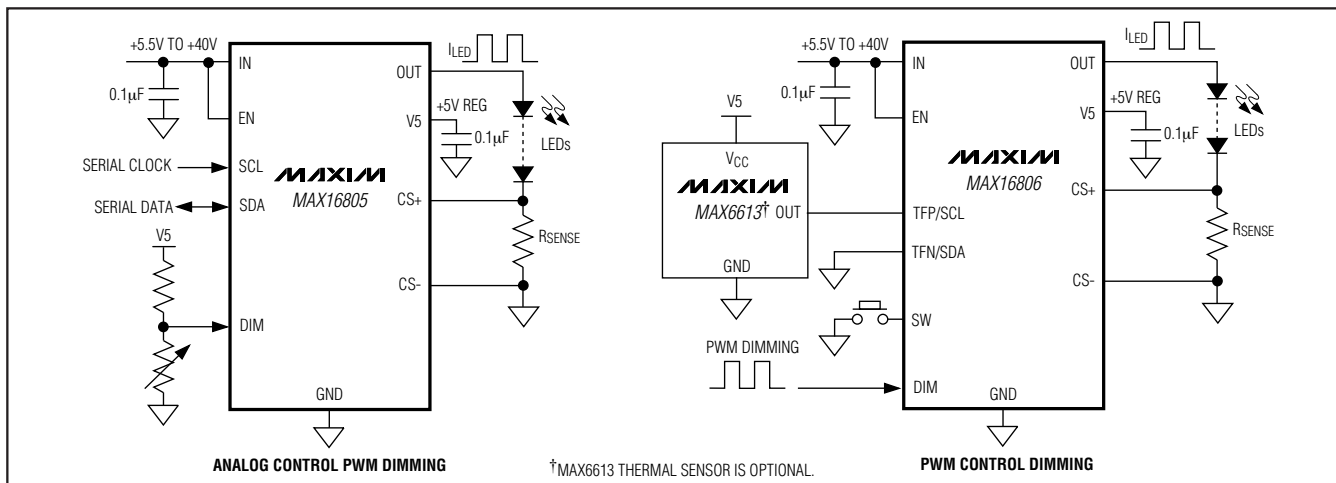 +5.5V TO +40V
0.1µF
IN
EN
SERIAL CLOCK
SCL
SERIAL DATA
SDA
V5
DIM
MAXIM
MAX16805
GND
OUT
V5
CS+
CS-
ILED
+5V REG
0.1µF
LEDs
RSENSE
ANALOG CONTROL PWM DIMMING
V5
VCC
MAXIM
MAX6613† OUT
GND
+5.5V TO +40V
0.1µF
IN
EN
MAXIM
MAX16806
TFP/SCL
TFN/SDA
SW
PWM DIMMING
DIM
GND
OUT
V5
CS+
CS-
ILED
+5V REG
0.1µF
LEDs
RSENSE
†MAX6613 THERMAL SENSOR IS OPTIONAL.
PWM CONTROL DIMMING